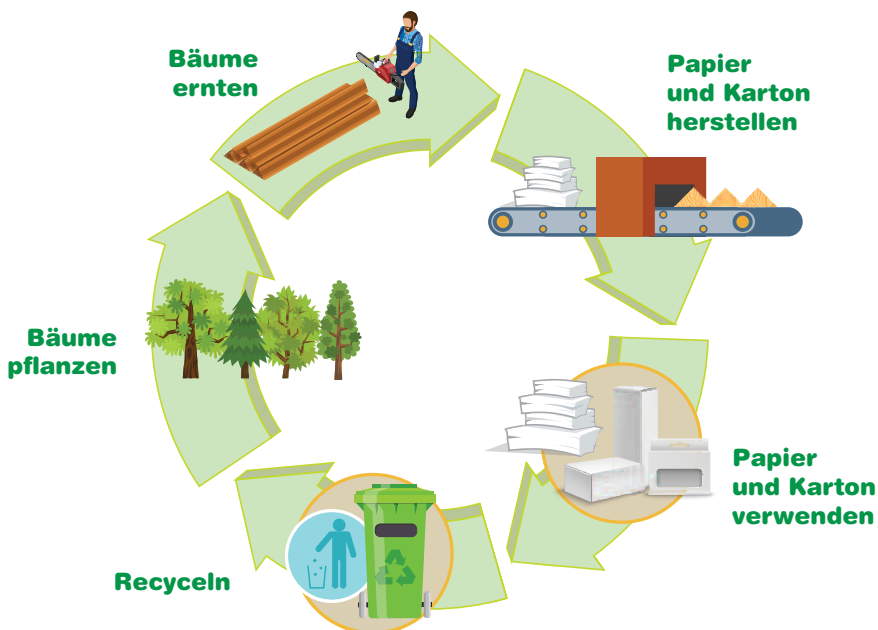 Bäume
ernten
Papier
und Karton
herstellen
Papier
und Karton
verwenden
Recyceln
Bäume
pflanzen